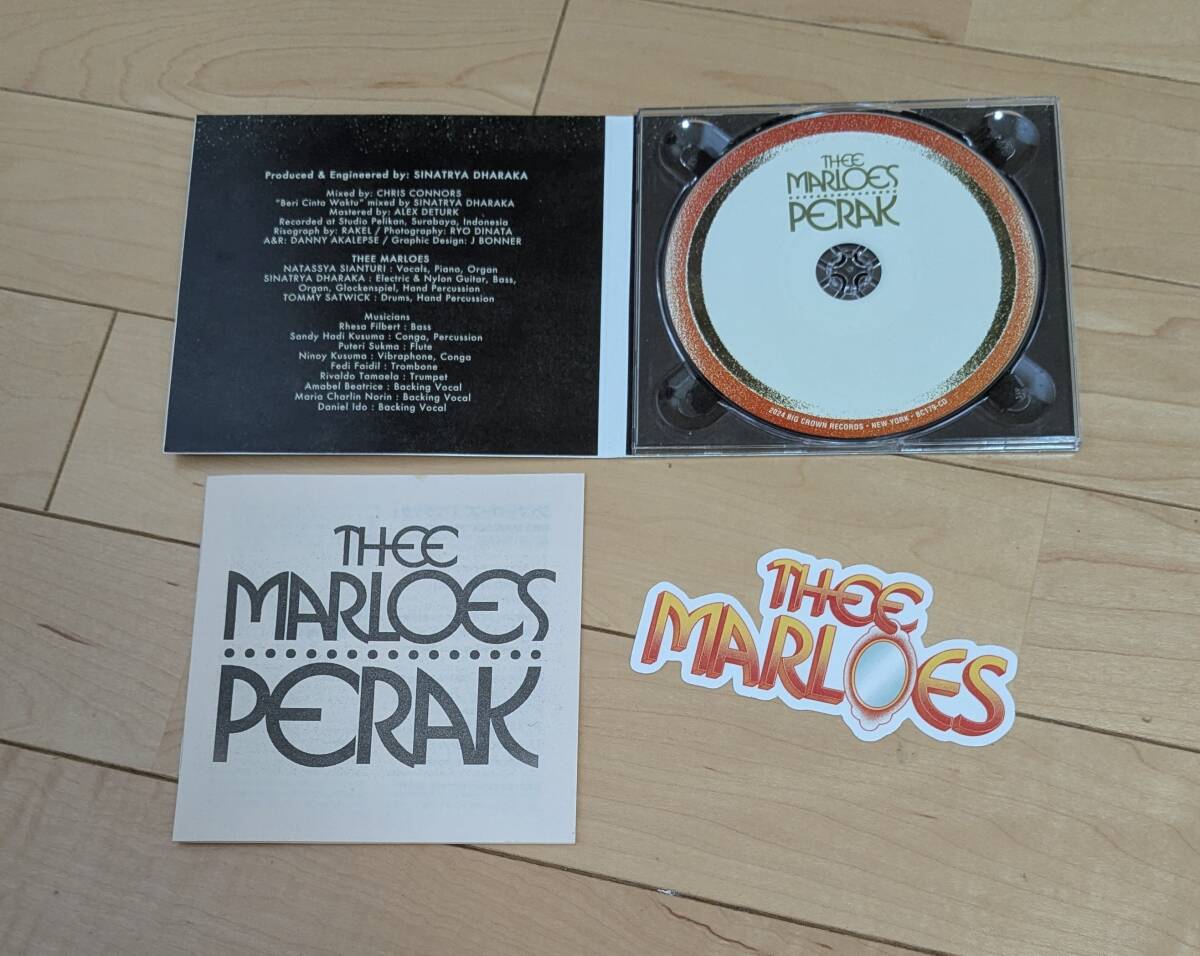 Produced & Engineered by: SINATRYA DHARAKA
Mixed by: CHRIS CONNORS
"Beri Cinta Waktu" mixed by SINATRYA DHARAKA
Mastered by: ALEX DETURK
Recorded at Studio Pelikan, Surabaya, Indonesia
Risograph by: RAKEL / Photography: RYO DINATA
A&R: DANNY AKALEPSE / Graphic Design: J BONNER
THEE MARLOES
NATASSYA SIANTURI : Vocals, Piano, Organ
SINATRYA DHARAKA : Electric & Nylon Guitar, Bass,
Organ, Glockenspiel, Hand Percussion
TOMMY SATWICK : Drums, Hand Percussion
Musicians
Rhesa Filbert : Bass
Sandy Hadi Kusuma : Conga, Percussion
Puteri Sukma : Flute
Ninoy Kusuma : Vibraphone, Conga
Fedi Faidil : Trombone
Rivaldo Tamaela : Trumpet
Amabel Beatrice : Backing Vocal
Maria Charlin Norin : Backing Vocal
Daniel Ido : Backing Vocal
THEE
MARLOES
PERAK
2024 BIG CROWN RECORDS • NEW YORK • BC179-CD
THEE
MARLOES
PERAK
THEE
MARLOES